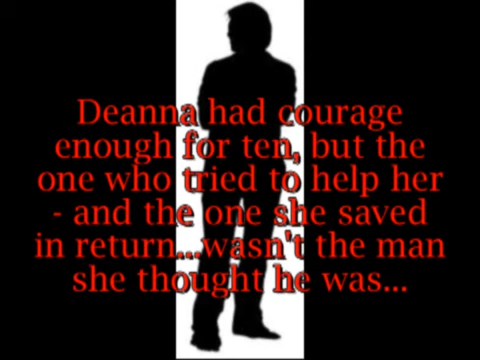 Deanna had courage
enough for ten, but the
one who tried to help her
- and the one she saved
in return...wasn't the man
she thought he was...